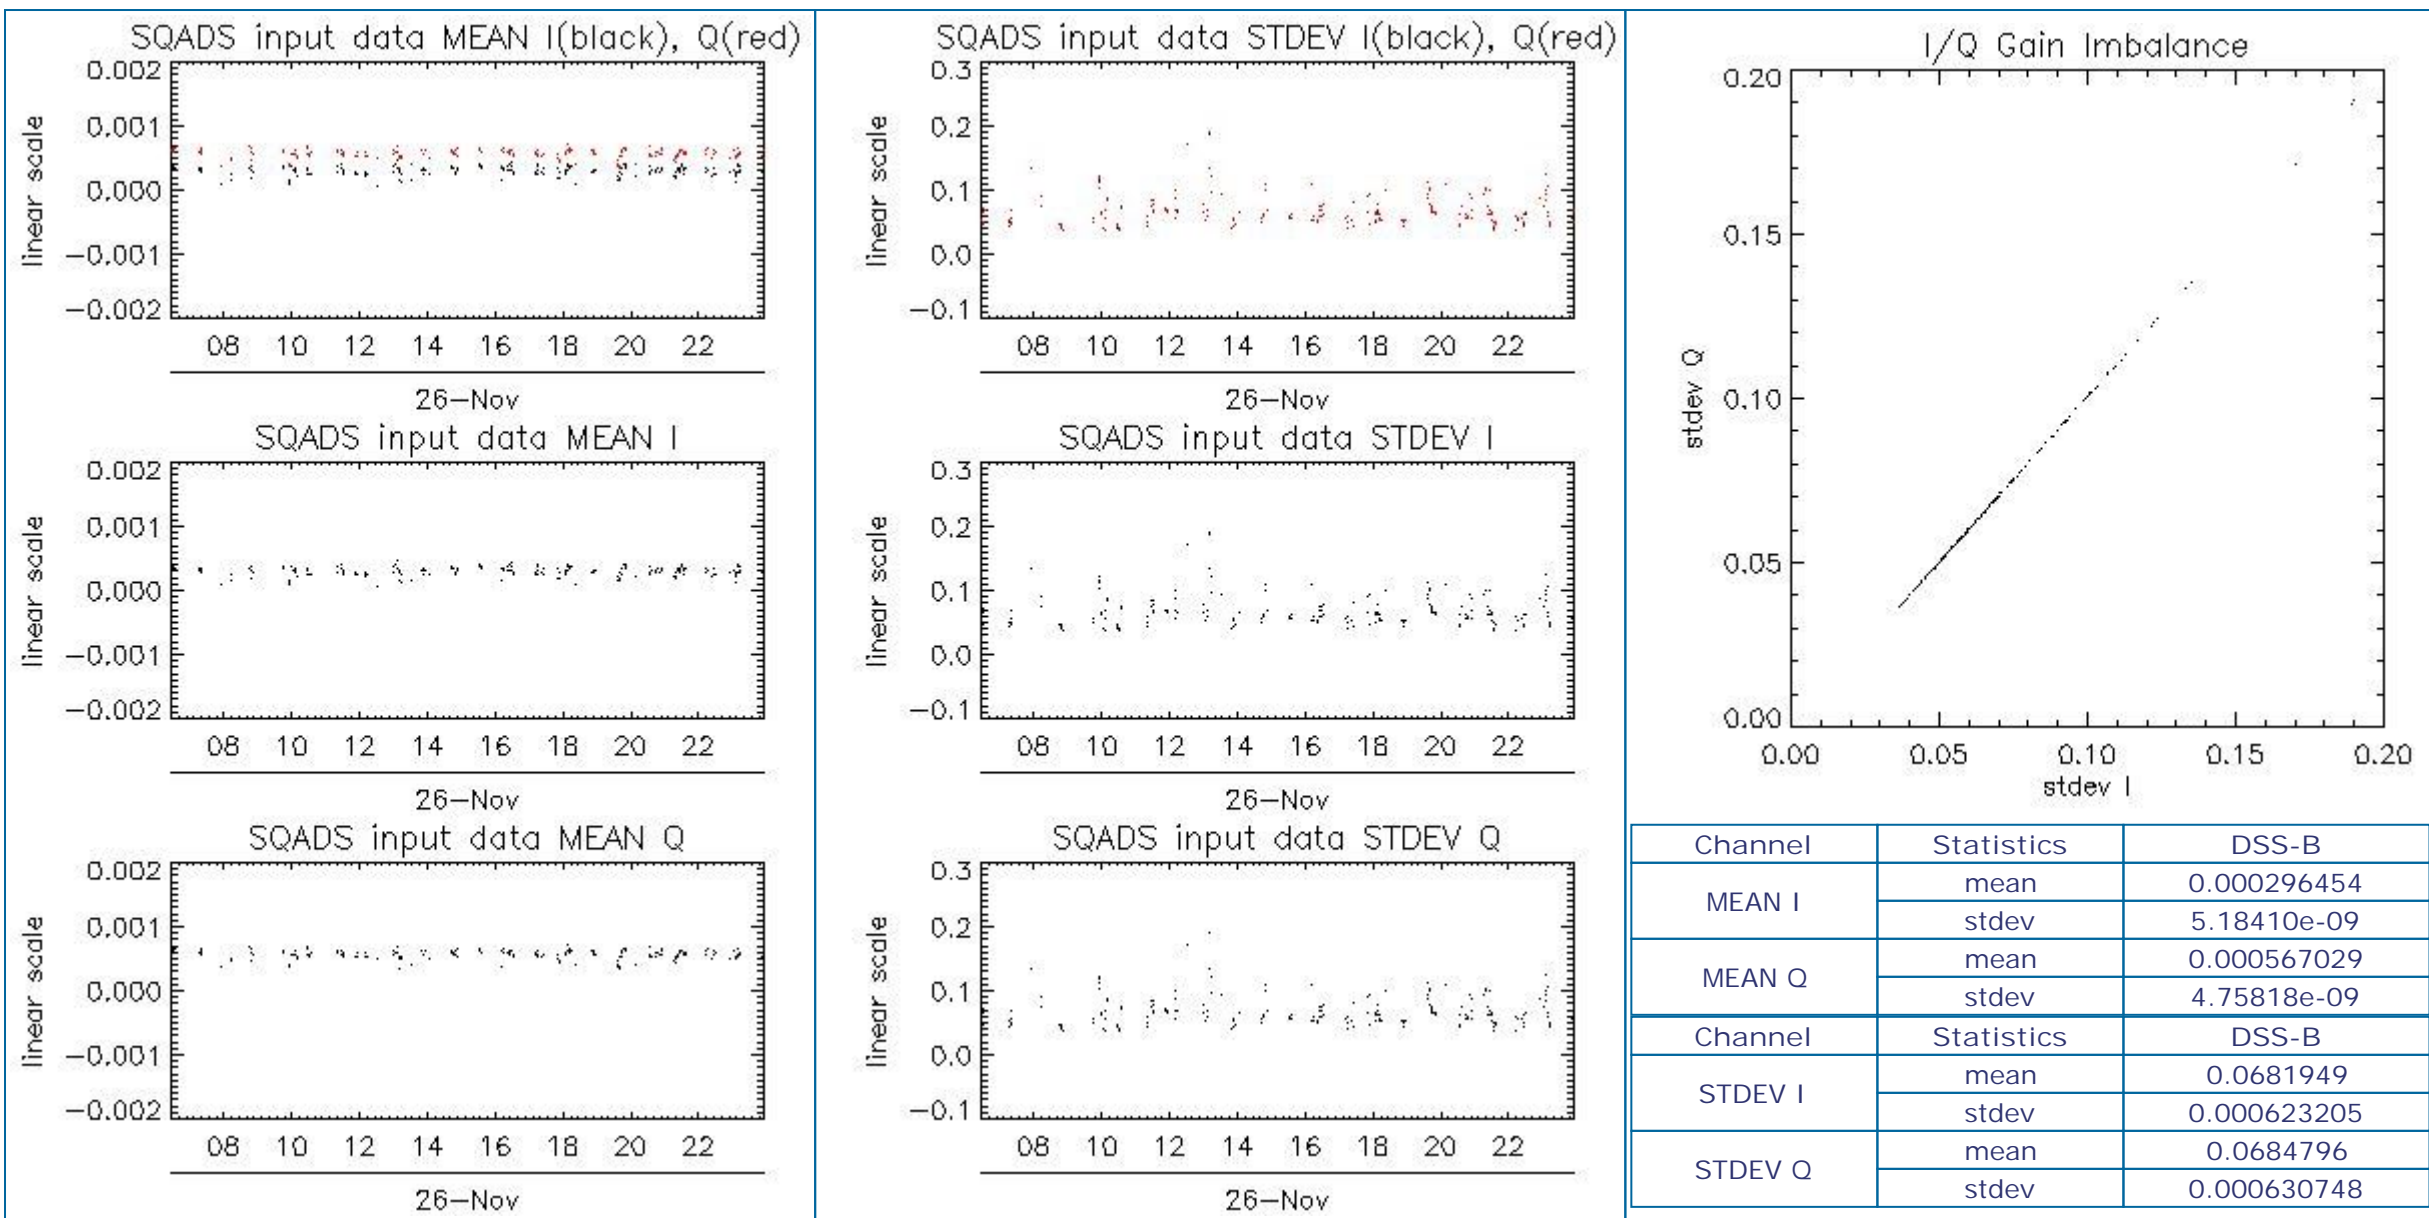 SQADS input data MEAN I(black), Q(red)
0.002
0.001
0.000
-0.001
-0.002
linear scale
08 10 12 14 16 18 20 22
26-Nov
SQADS input data MEAN I
0.002
0.001
0.000
-0.001
-0.002
linear scale
08 10 12 14 16 18 20 22
26-Nov
SQADS input data MEAN Q
0.002
0.001
0.000
-0.001
-0.002
linear scale
08 10 12 14 16 18 20 22
26-Nov
SQADS input data STDEV I(black), Q(red)
0.3
0.2
0.1
0.0
-0.1
linear scale
08 10 12 14 16 18 20 22
26-Nov
SQADS input data STDEV I
0.3
0.2
0.1
0.0
-0.1
linear scale
08 10 12 14 16 18 20 22
26-Nov
SQADS input data STDEV Q
0.3
0.2
0.1
0.0
-0.1
linear scale
08 10 12 14 16 18 20 22
26-Nov
I/Q Gain Imbalance
0.20
0.15
0.10
0.05
0.00
stdev Q
0.00 0.05 0.10 0.15 0.20
stdev I
Channel Statistics DSS-B
MEAN I mean 0.000296454
stdev 5.18410e-09
MEAN Q mean 0.000567029
stdev 4.75818e-09
Channel Statistics DSS-B
STDEV I mean 0.0681949
stdev 0.000623205
STDEV Q mean 0.0684796
stdev 0.000630748